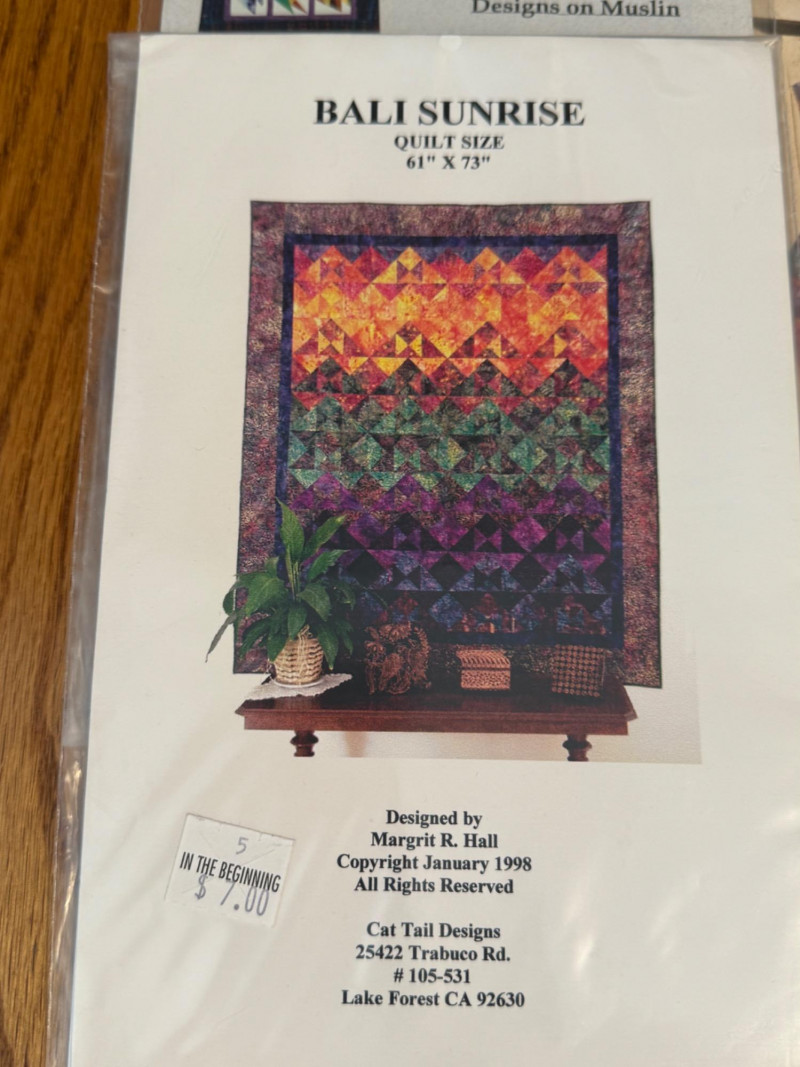 Designs on Muslin
BALI SUNRISE
QUILT SIZE
61" X 73"
Designed by
Margrit R. Hall
Copyright January 1998
All Rights Reserved
5
IN THE BEGINNING
$ 7.00
Cat Tail Designs
25422 Trabuco Rd.
# 105-531
Lake Forest CA 92630